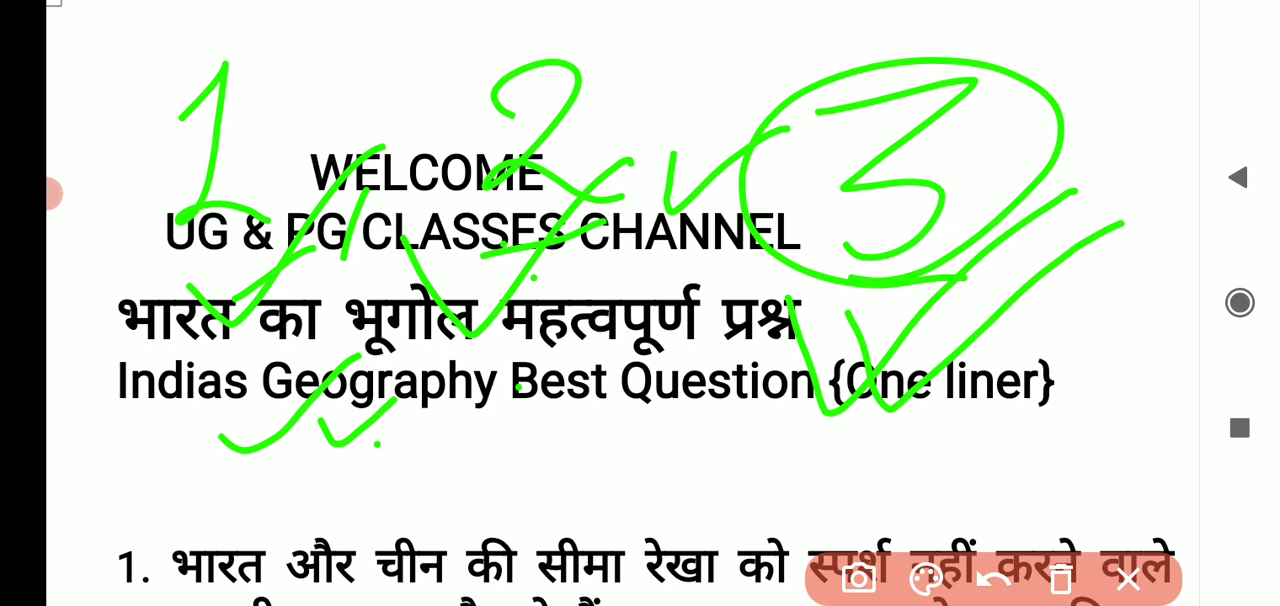 1 2 3
WELCOME
UG & PG CLASSES CHANNEL
भारत का भूगोल महत्वपूर्ण प्रश्न
Indias Geography Best Question {One liner}
1. भारत और चीन की सीमा रेखा को स्पर्श नहीं करने वाले